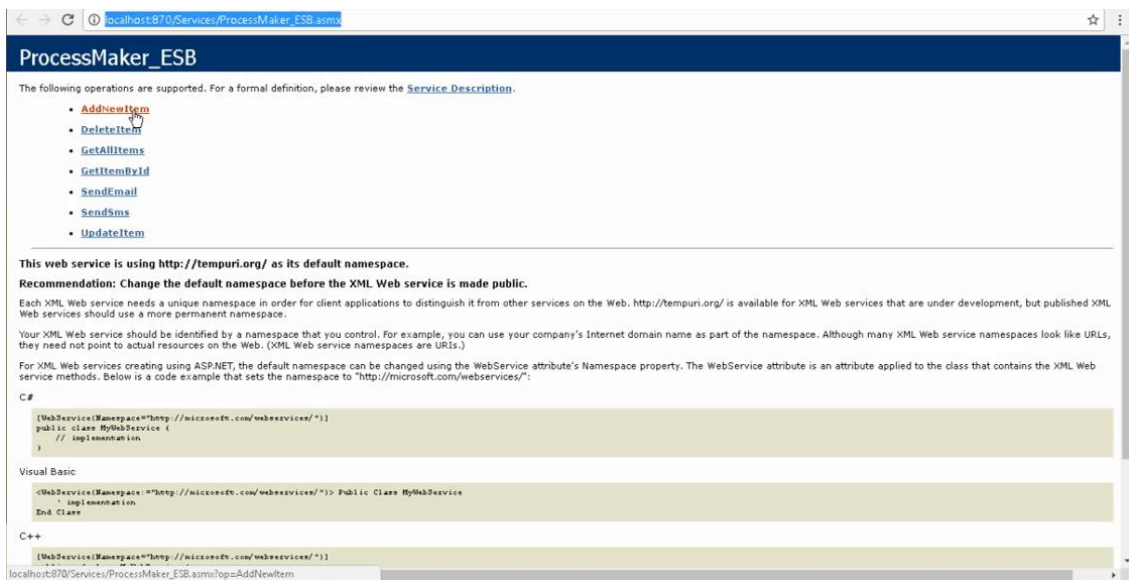 localhost:870/Services/ProcessMaker_ESB.asmx
ProcessMaker_ESB
The following operations are supported. For a formal definition, please review the Service Description.
• AddNewItem
• DeleteItem
• GetAllItems
• GetItemById
• SendEmail
• SendSms
• UpdateItem
This web service is using http://tempuri.org/ as its default namespace.
Recommendation: Change the default namespace before the XML Web service is made public.
Each XML Web service needs a unique namespace in order for client applications to distinguish it from other services on the Web. http://tempuri.org/ is available for XML Web services that are under development, but published XML
Web services should use a more permanent namespace.
Your XML Web service should be identified by a namespace that you control. For example, you can use your company's Internet domain name as part of the namespace. Although many XML Web service namespaces look like URLs,
they need not point to actual resources on the Web. (XML Web service namespaces are URIs.)
For XML Web services creating using ASP.NET, the default namespace can be changed using the WebService attribute's Namespace property. The WebService attribute is an attribute applied to the class that contains the XML Web
service methods. Below is a code example that sets the namespace to "http://microsoft.com/webservices/":
C#
[WebService(Namespace="http://microsoft.com/webservices/")]
public class MyWebService {
// implementation
}
Visual Basic
<WebService(Namespace:="http://microsoft.com/webservices/")> Public Class MyWebService
' implementation
End Class
C++
[WebService(Namespace="http://microsoft.com/webservices/")]
localhost:870/Services/ProcessMaker_ESB.asmx?op=AddNewItem